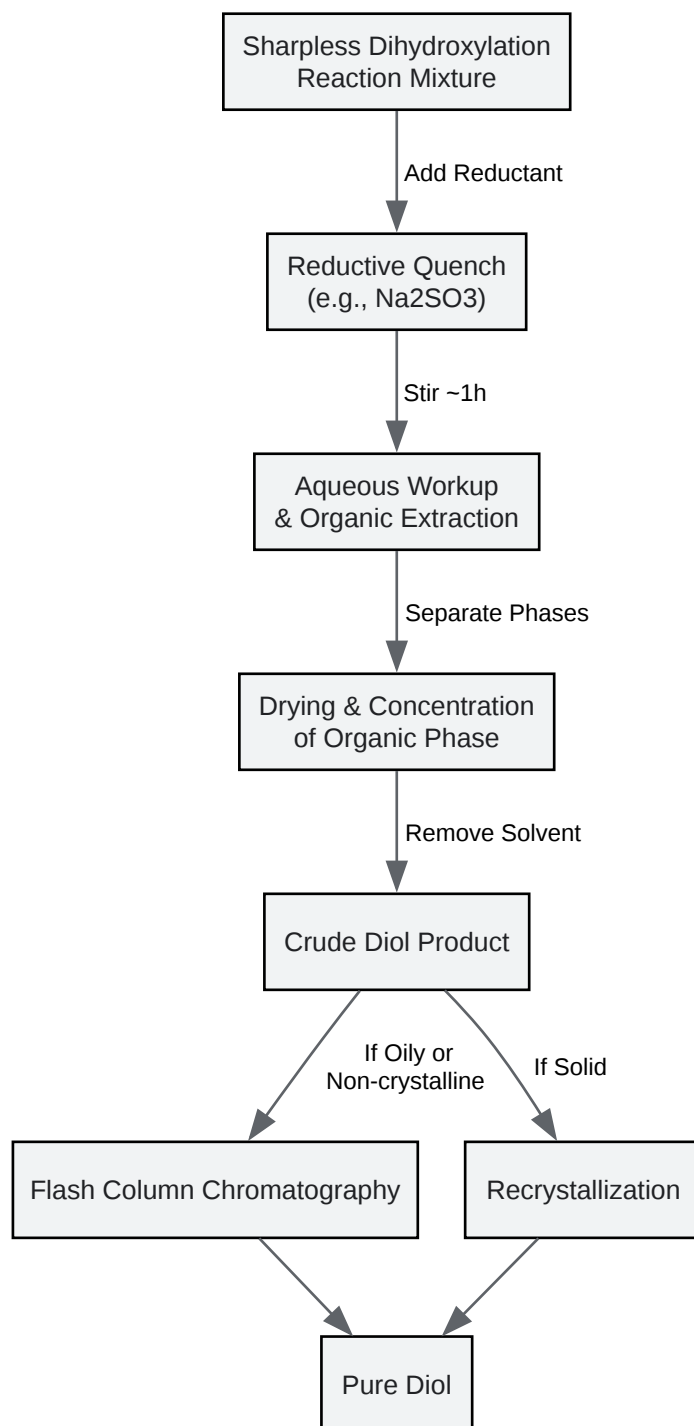 Sharpless Dihydroxylation
Reaction Mixture
Add Reductant
Reductive Quench
(e.g., Na2SO3)
Stir ~1h
Aqueous Workup
& Organic Extraction
Separate Phases
Drying & Concentration
of Organic Phase
Remove Solvent
Crude Diol Product
If Oily or
Non-crystalline
If Solid
Flash Column Chromatography
Recrystallization
Pure Diol